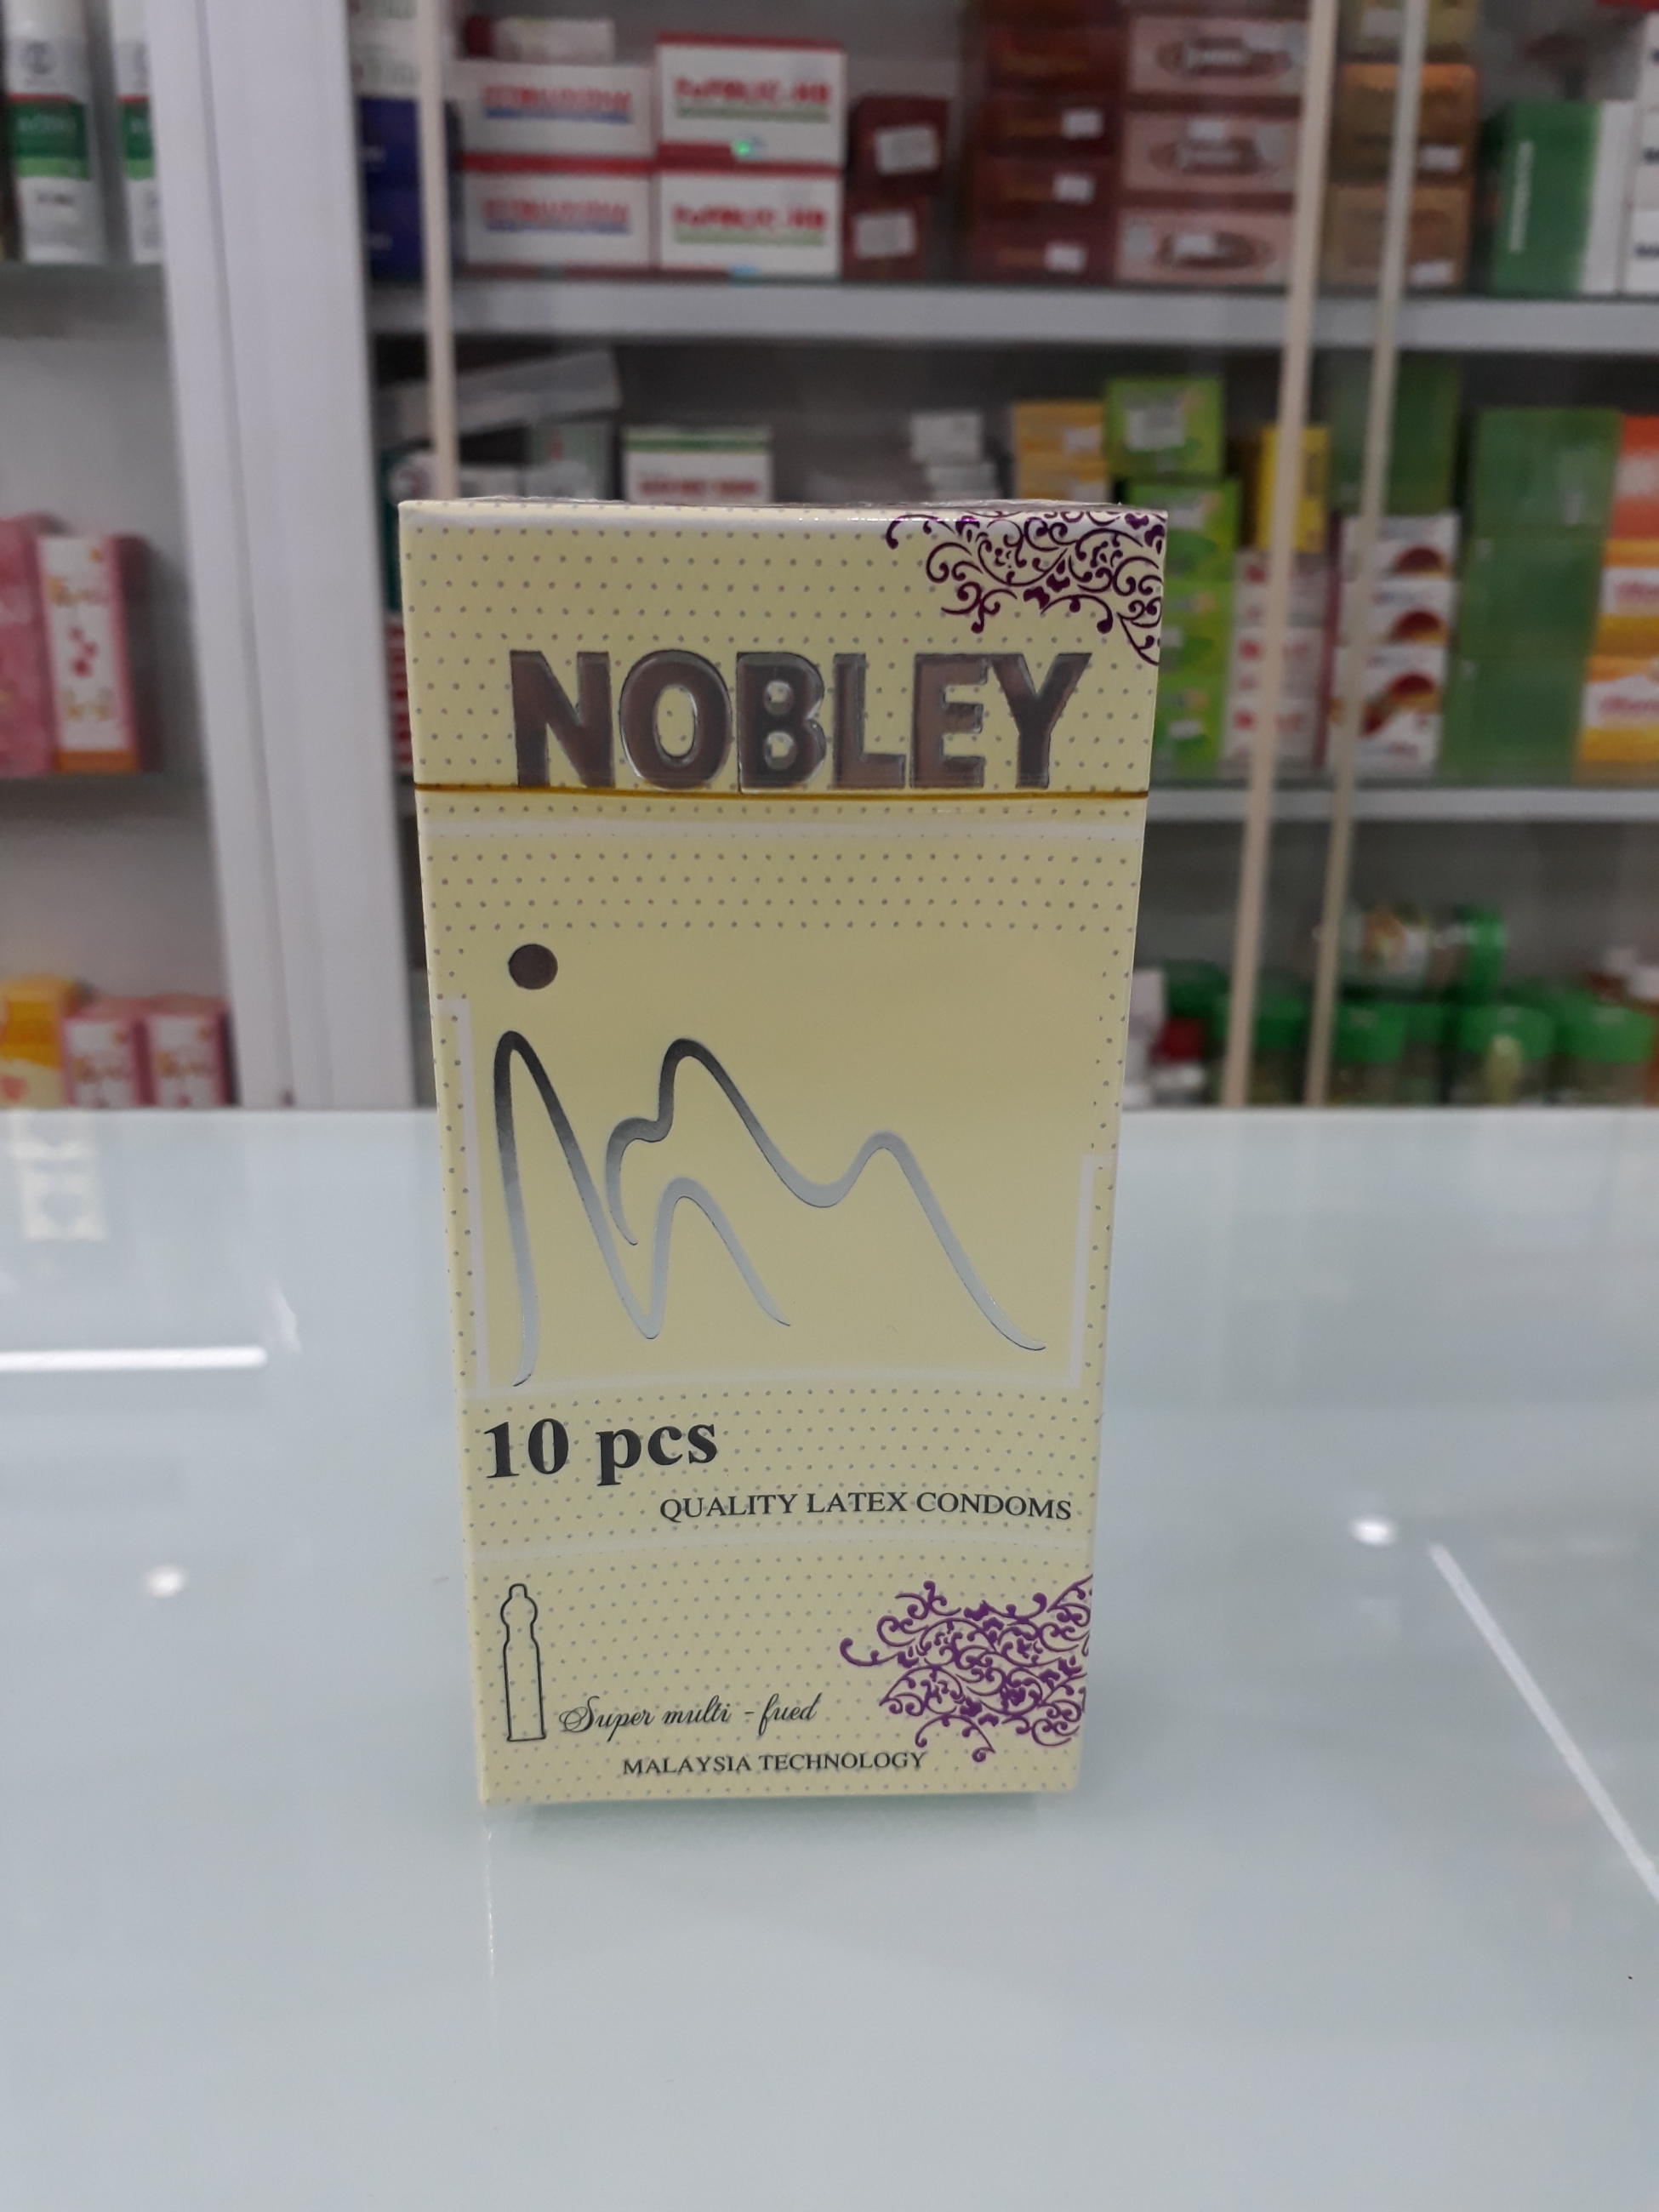 NOBLEY
10 pcs
QUALITY LATEX CONDOMS
Super multi - fued
MALAYSIA TECHNOLOGY